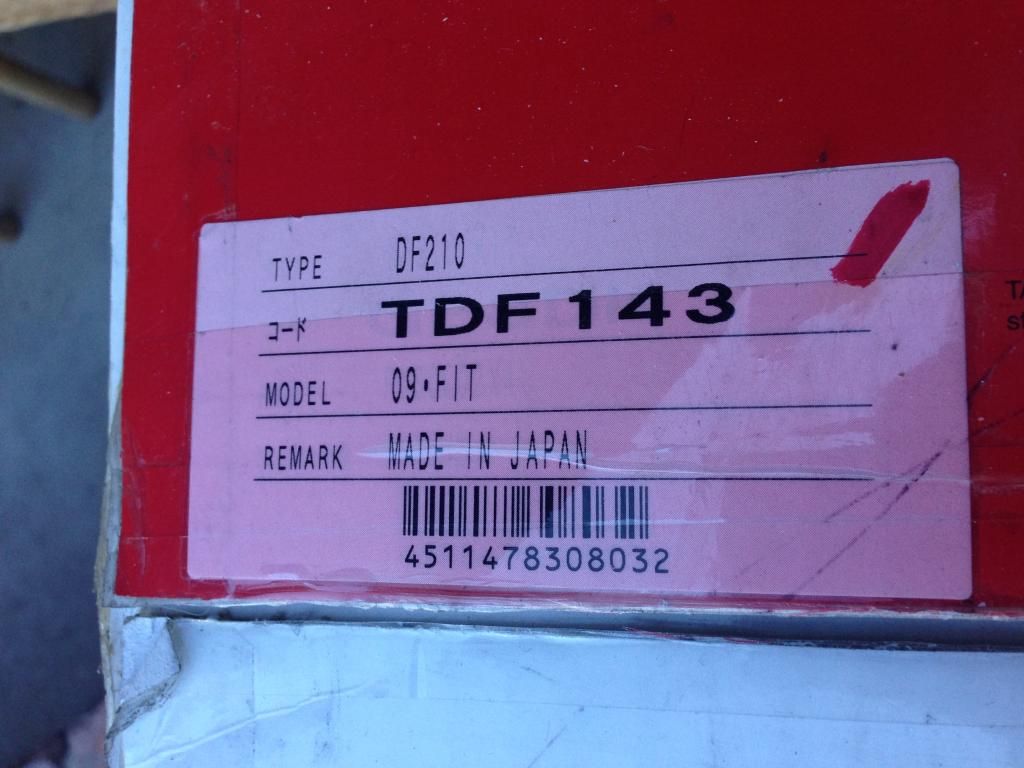 TYPE DF210
コード TDF143
MODEL 09・FIT
REMARK MADE IN JAPAN
4511478308032